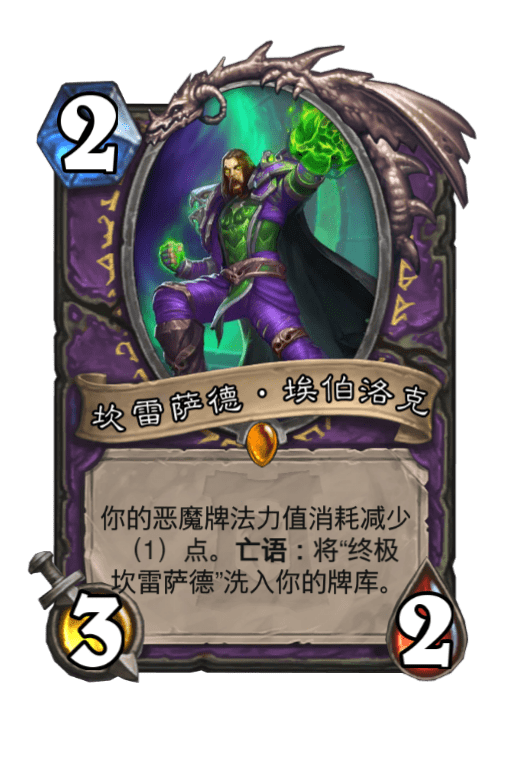 2
坎雷萨德·埃伯洛克
你的恶魔牌法力值消耗减少
（1）点。亡语：将“终极
坎雷萨德”洗入你的牌库。
3
2